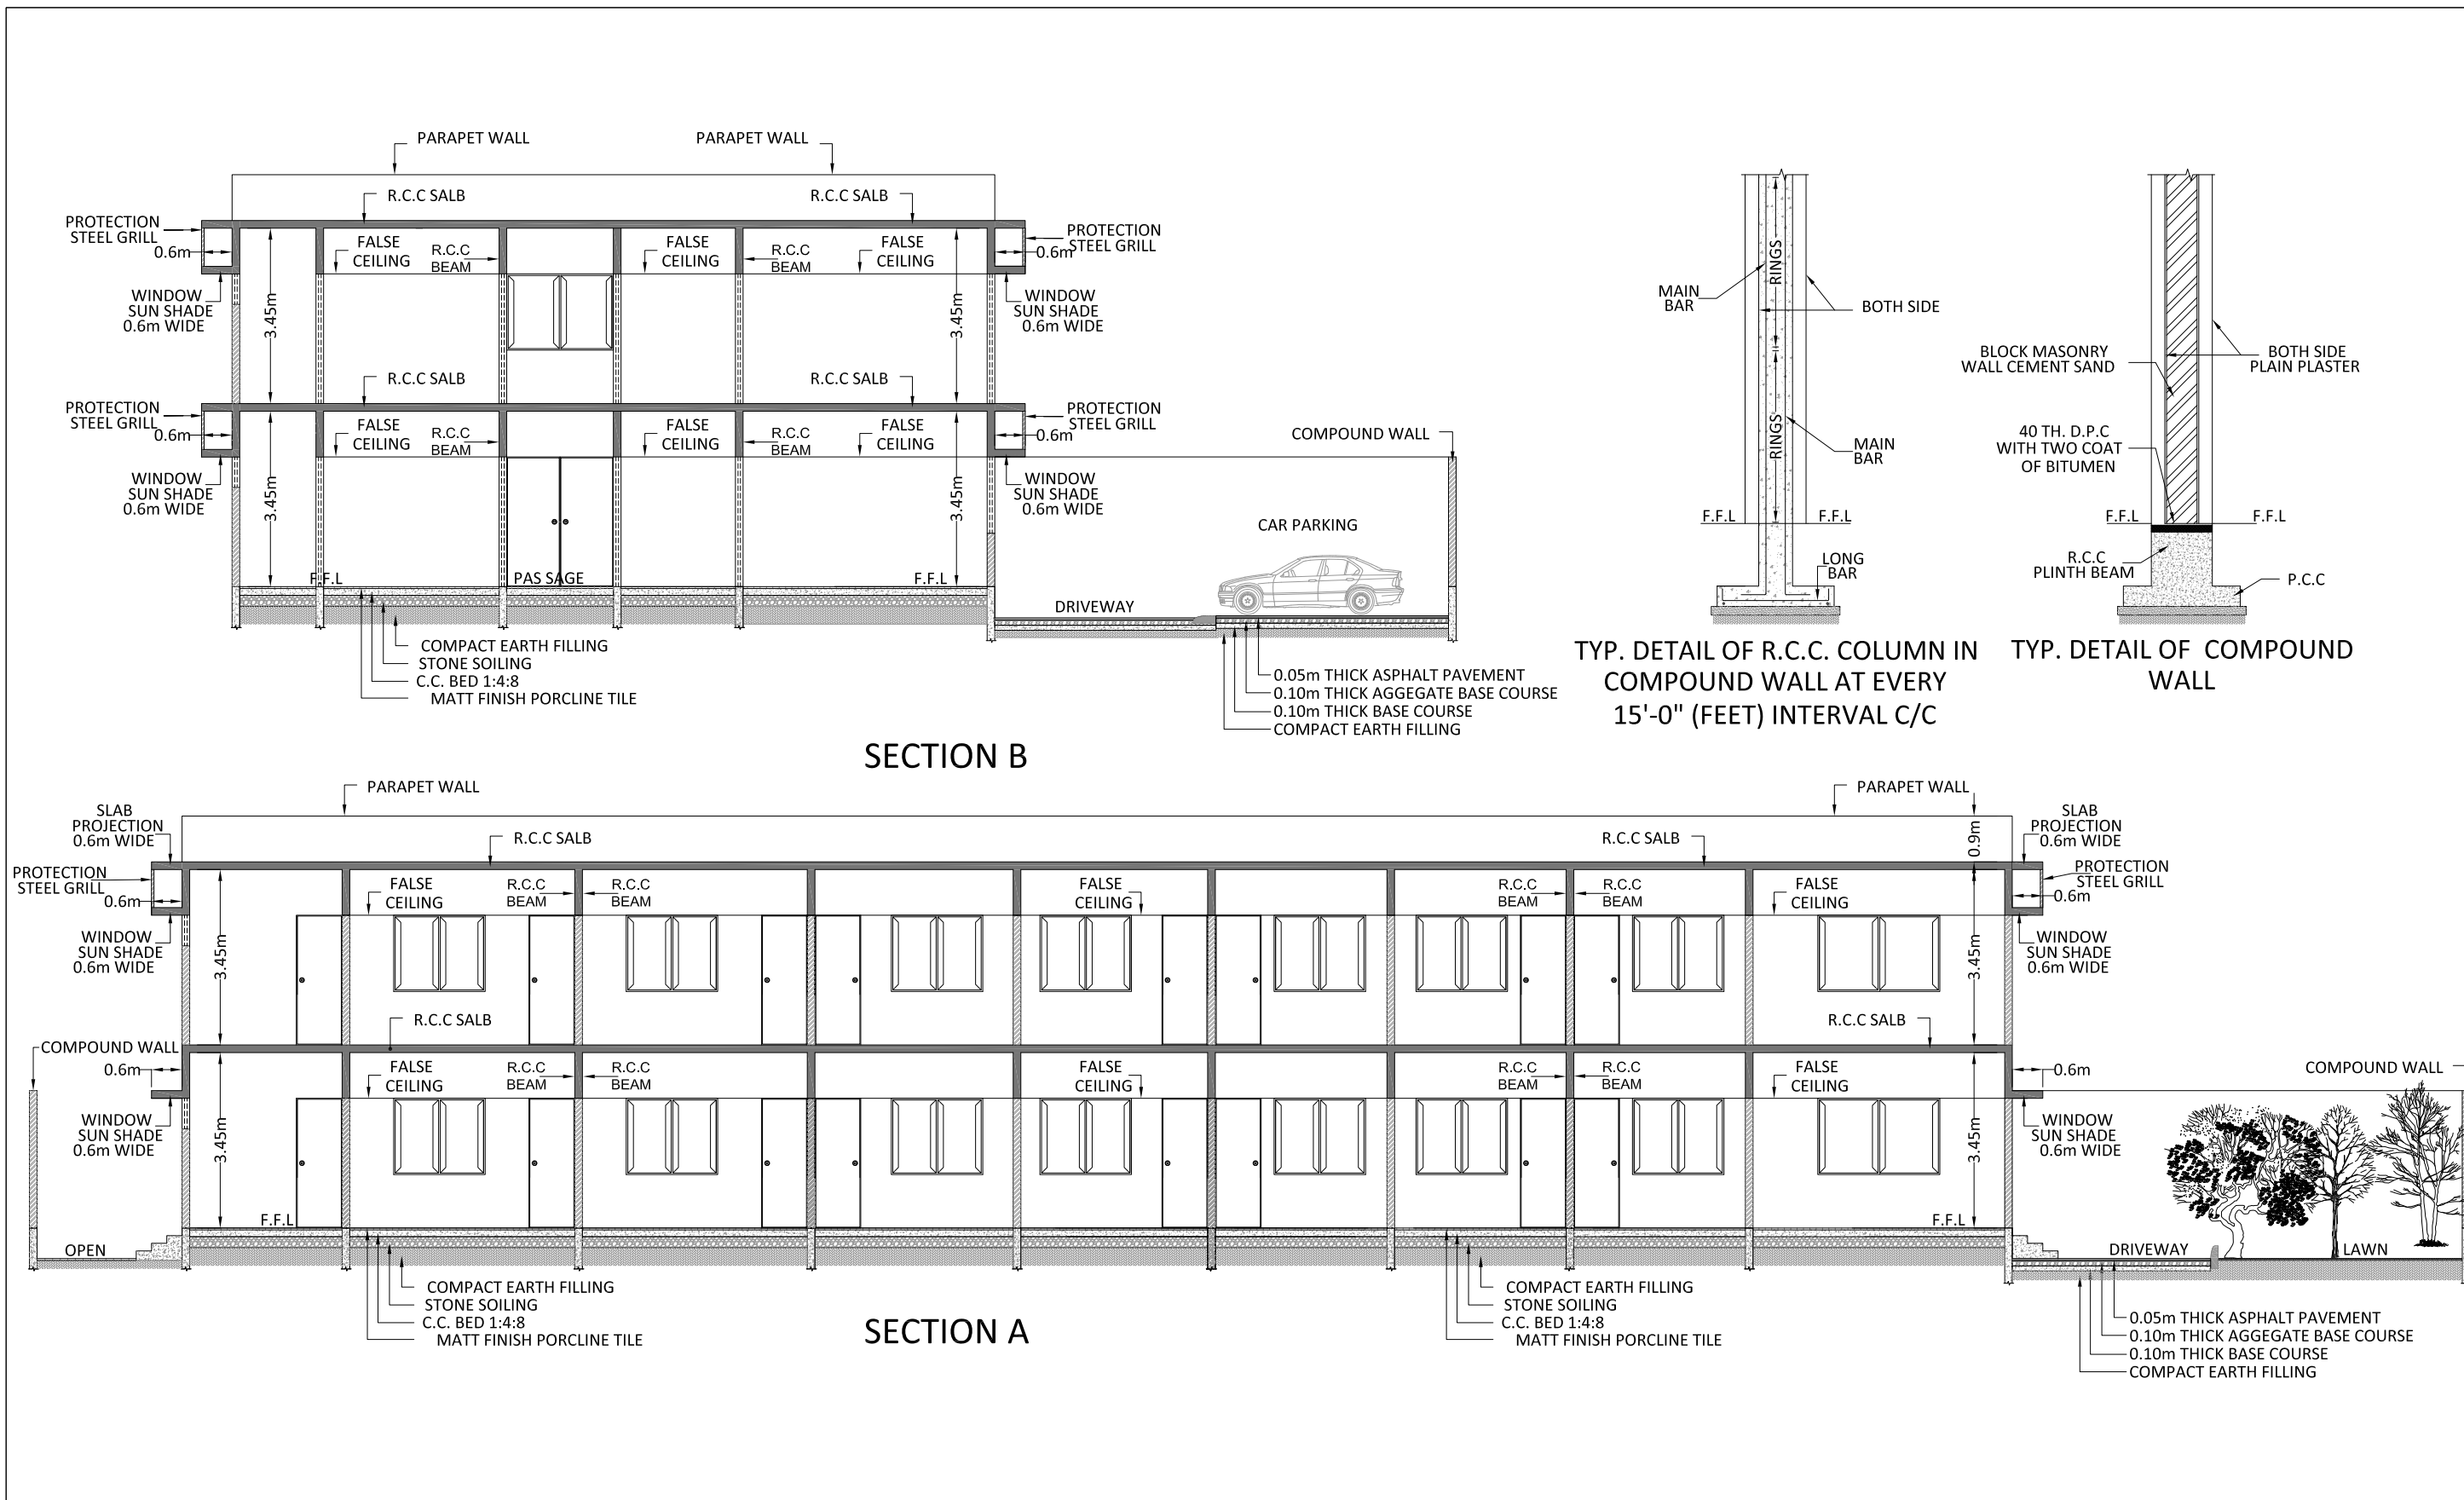 PARAPET WALL
PARAPET WALL
R.C.C SALB
R.C.C SALB
PROTECTION
STEEL GRILL
0.6m
FALSE
CEILING
R.C.C
BEAM
FALSE
CEILING
R.C.C
BEAM
FALSE
CEILING
PROTECTION
STEEL GRILL
0.6m
WINDOW
SUN SHADE
0.6m WIDE
3.45m
3.45m
WINDOW
SUN SHADE
0.6m WIDE
R.C.C SALB
R.C.C SALB
PROTECTION
STEEL GRILL
0.6m
FALSE
CEILING
R.C.C
BEAM
FALSE
CEILING
R.C.C
BEAM
FALSE
CEILING
PROTECTION
STEEL GRILL
0.6m
COMPOUND WALL
WINDOW
SUN SHADE
0.6m WIDE
3.45m
3.45m
WINDOW
SUN SHADE
0.6m WIDE
CAR PARKING
F.F.L
PAS SAGE
F.F.L
DRIVEWAY
COMPACT EARTH FILLING
STONE SOILING
C.C. BED 1:4:8
MATT FINISH PORCLINE TILE
0.05m THICK ASPHALT PAVEMENT
0.10m THICK AGGEGATE BASE COURSE
0.10m THICK BASE COURSE
COMPACT EARTH FILLING
SECTION B
MAIN
BAR
RINGS
BOTH SIDE
RINGS
MAIN
BAR
F.F.L
F.F.L
LONG
BAR
TYP. DETAIL OF R.C.C. COLUMN IN
COMPOUND WALL AT EVERY
15'-0" (FEET) INTERVAL C/C
BLOCK MASONRY
WALL CEMENT SAND
BOTH SIDE
PLAIN PLASTER
40 TH. D.P.C
WITH TWO COAT
OF BITUMEN
F.F.L
F.F.L
R.C.C
PLINTH BEAM
P.C.C
TYP. DETAIL OF COMPOUND
WALL
PARAPET WALL
PARAPET WALL
SLAB
PROJECTION
0.6m WIDE
R.C.C SALB
R.C.C SALB
0.9m
SLAB
PROJECTION
0.6m WIDE
PROTECTION
STEEL GRILL
0.6m
FALSE
CEILING
R.C.C
BEAM
R.C.C
BEAM
FALSE
CEILING
R.C.C
BEAM
R.C.C
BEAM
FALSE
CEILING
PROTECTION
STEEL GRILL
0.6m
WINDOW
SUN SHADE
0.6m WIDE
3.45m
3.45m
WINDOW
SUN SHADE
0.6m WIDE
R.C.C SALB
R.C.C SALB
COMPOUND WALL
0.6m
FALSE
CEILING
R.C.C
BEAM
R.C.C
BEAM
FALSE
CEILING
R.C.C
BEAM
R.C.C
BEAM
FALSE
CEILING
0.6m
COMPOUND WALL
WINDOW
SUN SHADE
0.6m WIDE
3.45m
3.45m
WINDOW
SUN SHADE
0.6m WIDE
F.F.L
F.F.L
OPEN
DRIVEWAY
LAWN
COMPACT EARTH FILLING
STONE SOILING
C.C. BED 1:4:8
MATT FINISH PORCLINE TILE
COMPACT EARTH FILLING
STONE SOILING
C.C. BED 1:4:8
MATT FINISH PORCLINE TILE
0.05m THICK ASPHALT PAVEMENT
0.10m THICK AGGEGATE BASE COURSE
0.10m THICK BASE COURSE
COMPACT EARTH FILLING
SECTION A